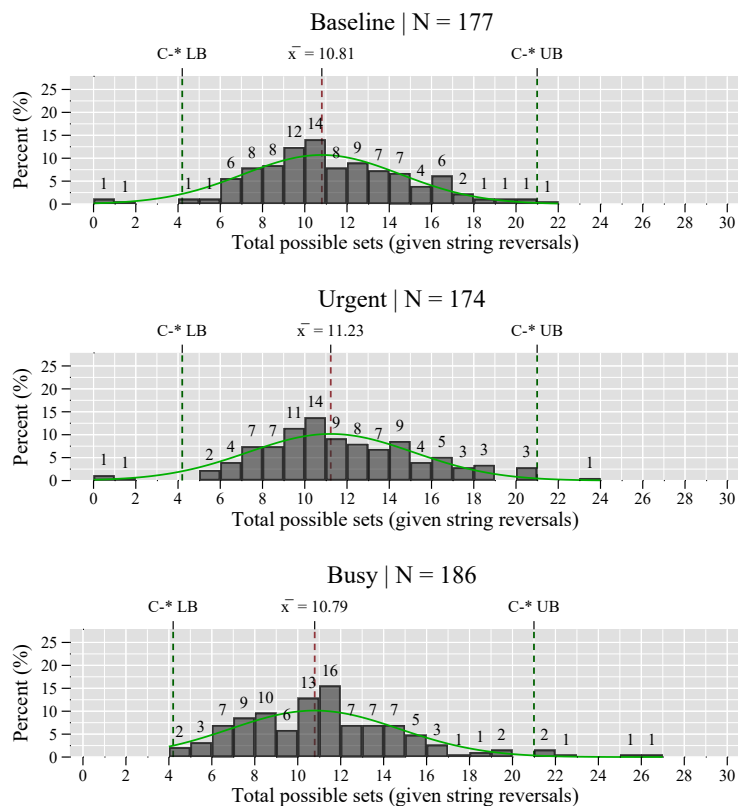 Baseline | N = 177
C-* LB x̄ = 10.81 C-* UB
Percent (%)
25
20
15
10
5
0
1 1 1 1 6 8 8 12 14 8 9 7 7 4 6 2 1 1 1 1
0 2 4 6 8 10 12 14 16 18 20 22 24 26 28 30
Total possible sets (given string reversals)
Urgent | N = 174
C-* LB x̄ = 11.23 C-* UB
Percent (%)
25
20
15
10
5
0
1 1 2 4 7 7 11 14 9 8 7 9 4 5 3 3 3 1
0 2 4 6 8 10 12 14 16 18 20 22 24 26 28 30
Total possible sets (given string reversals)
Busy | N = 186
C-* LB x̄ = 10.79 C-* UB
Percent (%)
25
20
15
10
5
0
2 3 7 9 10 6 13 16 7 7 7 5 3 1 1 2 2 1 1 1
0 2 4 6 8 10 12 14 16 18 20 22 24 26 28 30
Total possible sets (given string reversals)